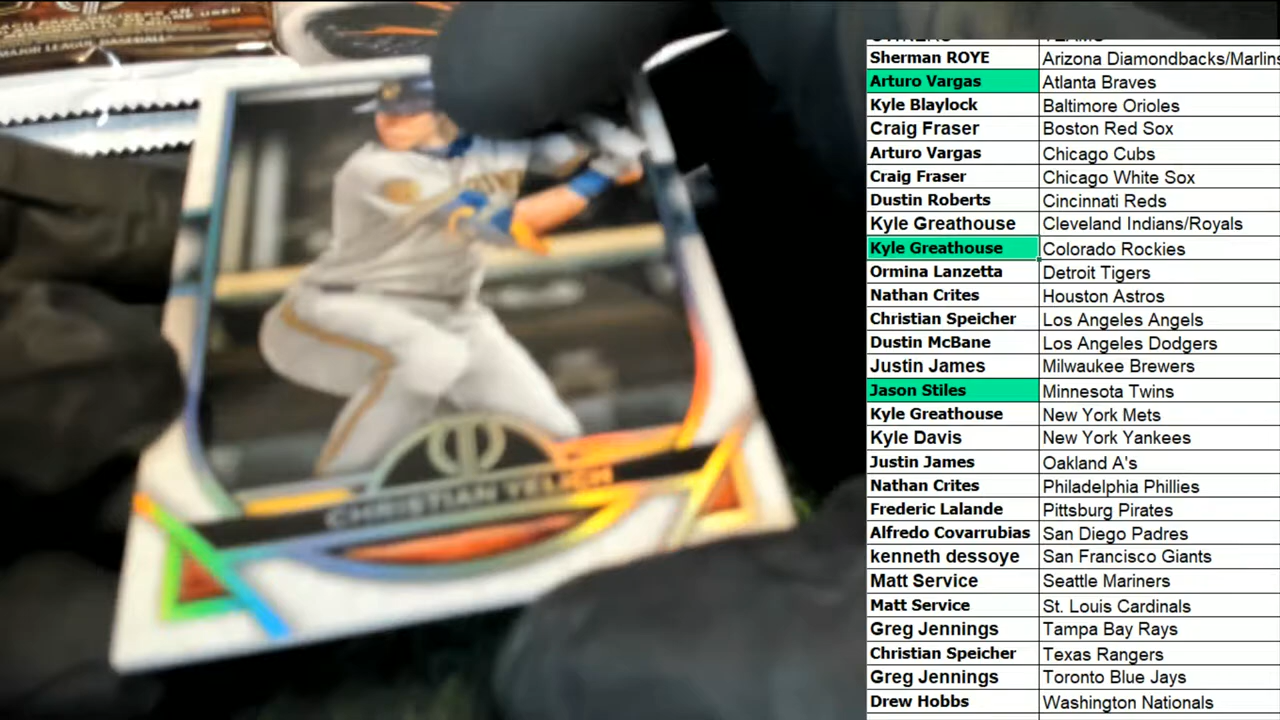 MAJOR LEAGUE BASEBALL
CHRISTIAN YELICH
OWNERS TEAMS
Sherman ROYE Arizona Diamondbacks/Marlins
Arturo Vargas Atlanta Braves
Kyle Blaylock Baltimore Orioles
Craig Fraser Boston Red Sox
Arturo Vargas Chicago Cubs
Craig Fraser Chicago White Sox
Dustin Roberts Cincinnati Reds
Kyle Greathouse Cleveland Indians/Royals
Kyle Greathouse Colorado Rockies
Ormina Lanzetta Detroit Tigers
Nathan Crites Houston Astros
Christian Speicher Los Angeles Angels
Dustin McBane Los Angeles Dodgers
Justin James Milwaukee Brewers
Jason Stiles Minnesota Twins
Kyle Greathouse New York Mets
Kyle Davis New York Yankees
Justin James Oakland A's
Nathan Crites Philadelphia Phillies
Frederic Lalande Pittsburg Pirates
Alfredo Covarrubias San Diego Padres
kenneth dessoye San Francisco Giants
Matt Service Seattle Mariners
Matt Service St. Louis Cardinals
Greg Jennings Tampa Bay Rays
Christian Speicher Texas Rangers
Greg Jennings Toronto Blue Jays
Drew Hobbs Washington Nationals